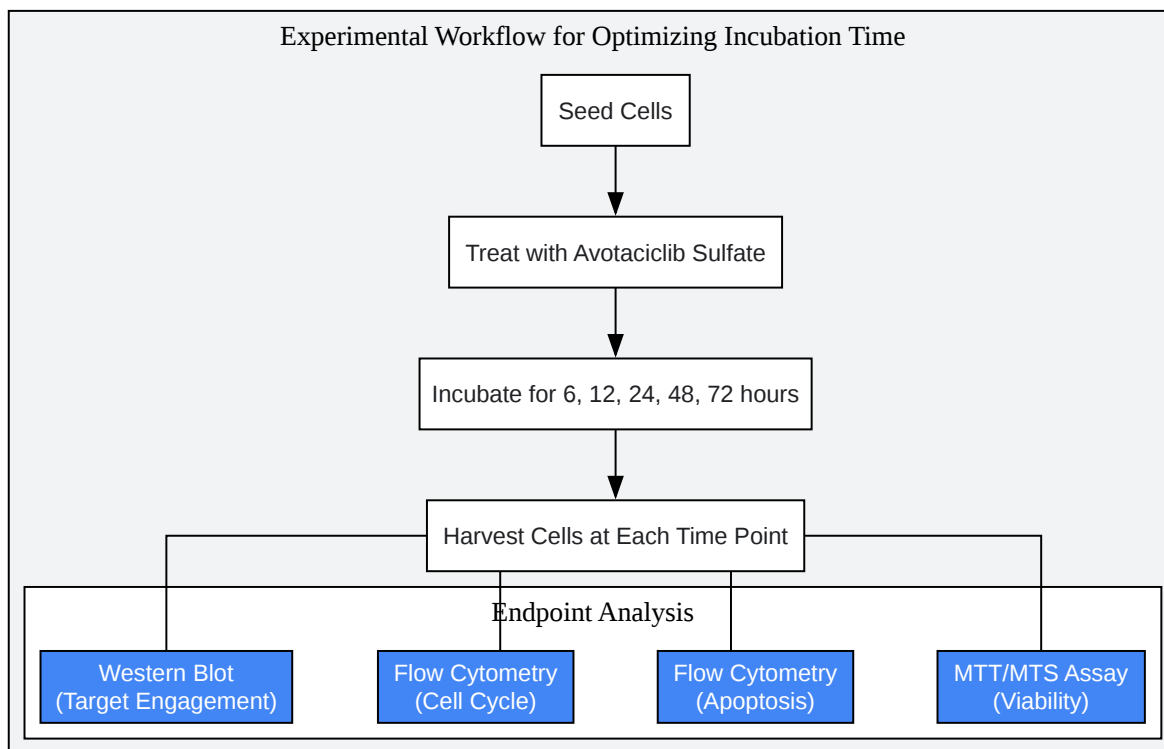 Experimental Workflow for Optimizing Incubation Time
Seed Cells
Treat with Avotaciclib Sulfate
Incubate for 6, 12, 24, 48, 72 hours
Harvest Cells at Each Time Point
Endpoint Analysis
Western Blot
(Target Engagement)
Flow Cytometry
(Cell Cycle)
Flow Cytometry
(Apoptosis)
MTT/MTS Assay
(Viability)